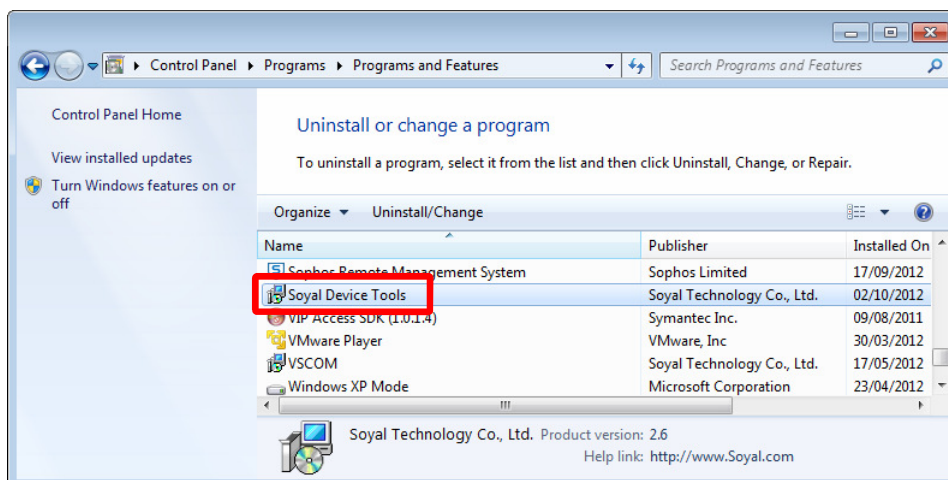 Control Panel ▸ Programs ▸ Programs and Features
Search Programs and Features
Control Panel Home
View installed updates
Turn Windows features on or
off
Uninstall or change a program
To uninstall a program, select it from the list and then click Uninstall, Change, or Repair.
Organize Uninstall/Change
Name Publisher Installed On
Sophos Remote Management System Sophos Limited 17/09/2012
Soyal Device Tools Soyal Technology Co., Ltd. 02/10/2012
VIP Access SDK (1.0.1.4) Symantec Inc. 09/08/2011
VMware Player VMware, Inc 30/03/2012
VSCOM Soyal Technology Co., Ltd. 17/05/2012
Windows XP Mode Microsoft Corporation 23/04/2012
Soyal Technology Co., Ltd. Product version: 2.6
Help link: http://www.Soyal.com